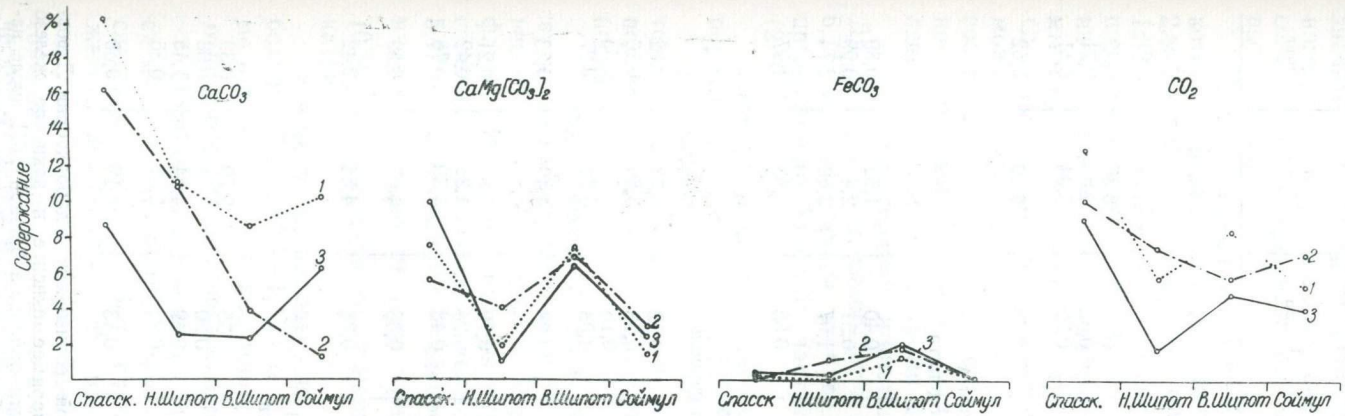 %
18
16
14
12
10
8
6
4
2
Содержание
CaCO3
1
3
2
Спасск. Н.Шипот В.Шипот Соймул
CaMg[CO3]2
2
3
1
Спасск. Н.Шипот В.Шипот Соймул
FeCO3
2
3
1
Спасск Н.Шипот В.Шипот Соймул
CO2
2
1
3
Спасск. Н.Шипот В.Шипот Соймул